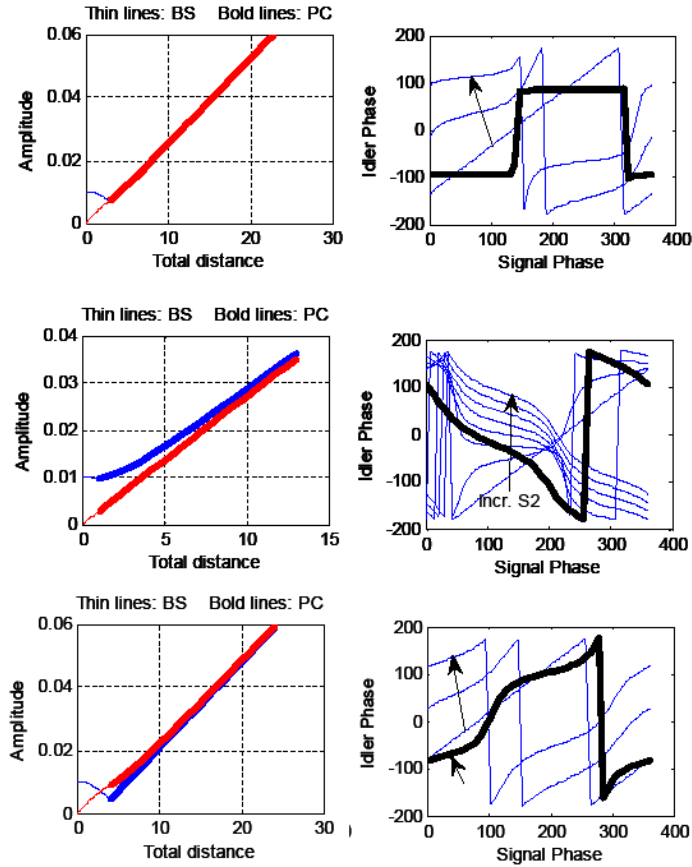 Thin lines: BS Bold lines: PC
Amplitude
0.06
0.04
0.02
0
0 10 20 30
Total distance
Idler Phase
200
100
0
-100
-200
0 100 200 300 400
Signal Phase
Thin lines: BS Bold lines: PC
Amplitude
0.04
0.03
0.02
0.01
0
0 5 10 15
Total distance
Idler Phase
200
100
0
-100
-200
Incr. S2
0 100 200 300 400
Signal Phase
Thin lines: BS Bold lines: PC
Amplitude
0.06
0.04
0.02
0
0 10 20 30
Total distance
)
Idler Phase
200
100
0
-100
-200
0 100 200 300 400
Signal Phase